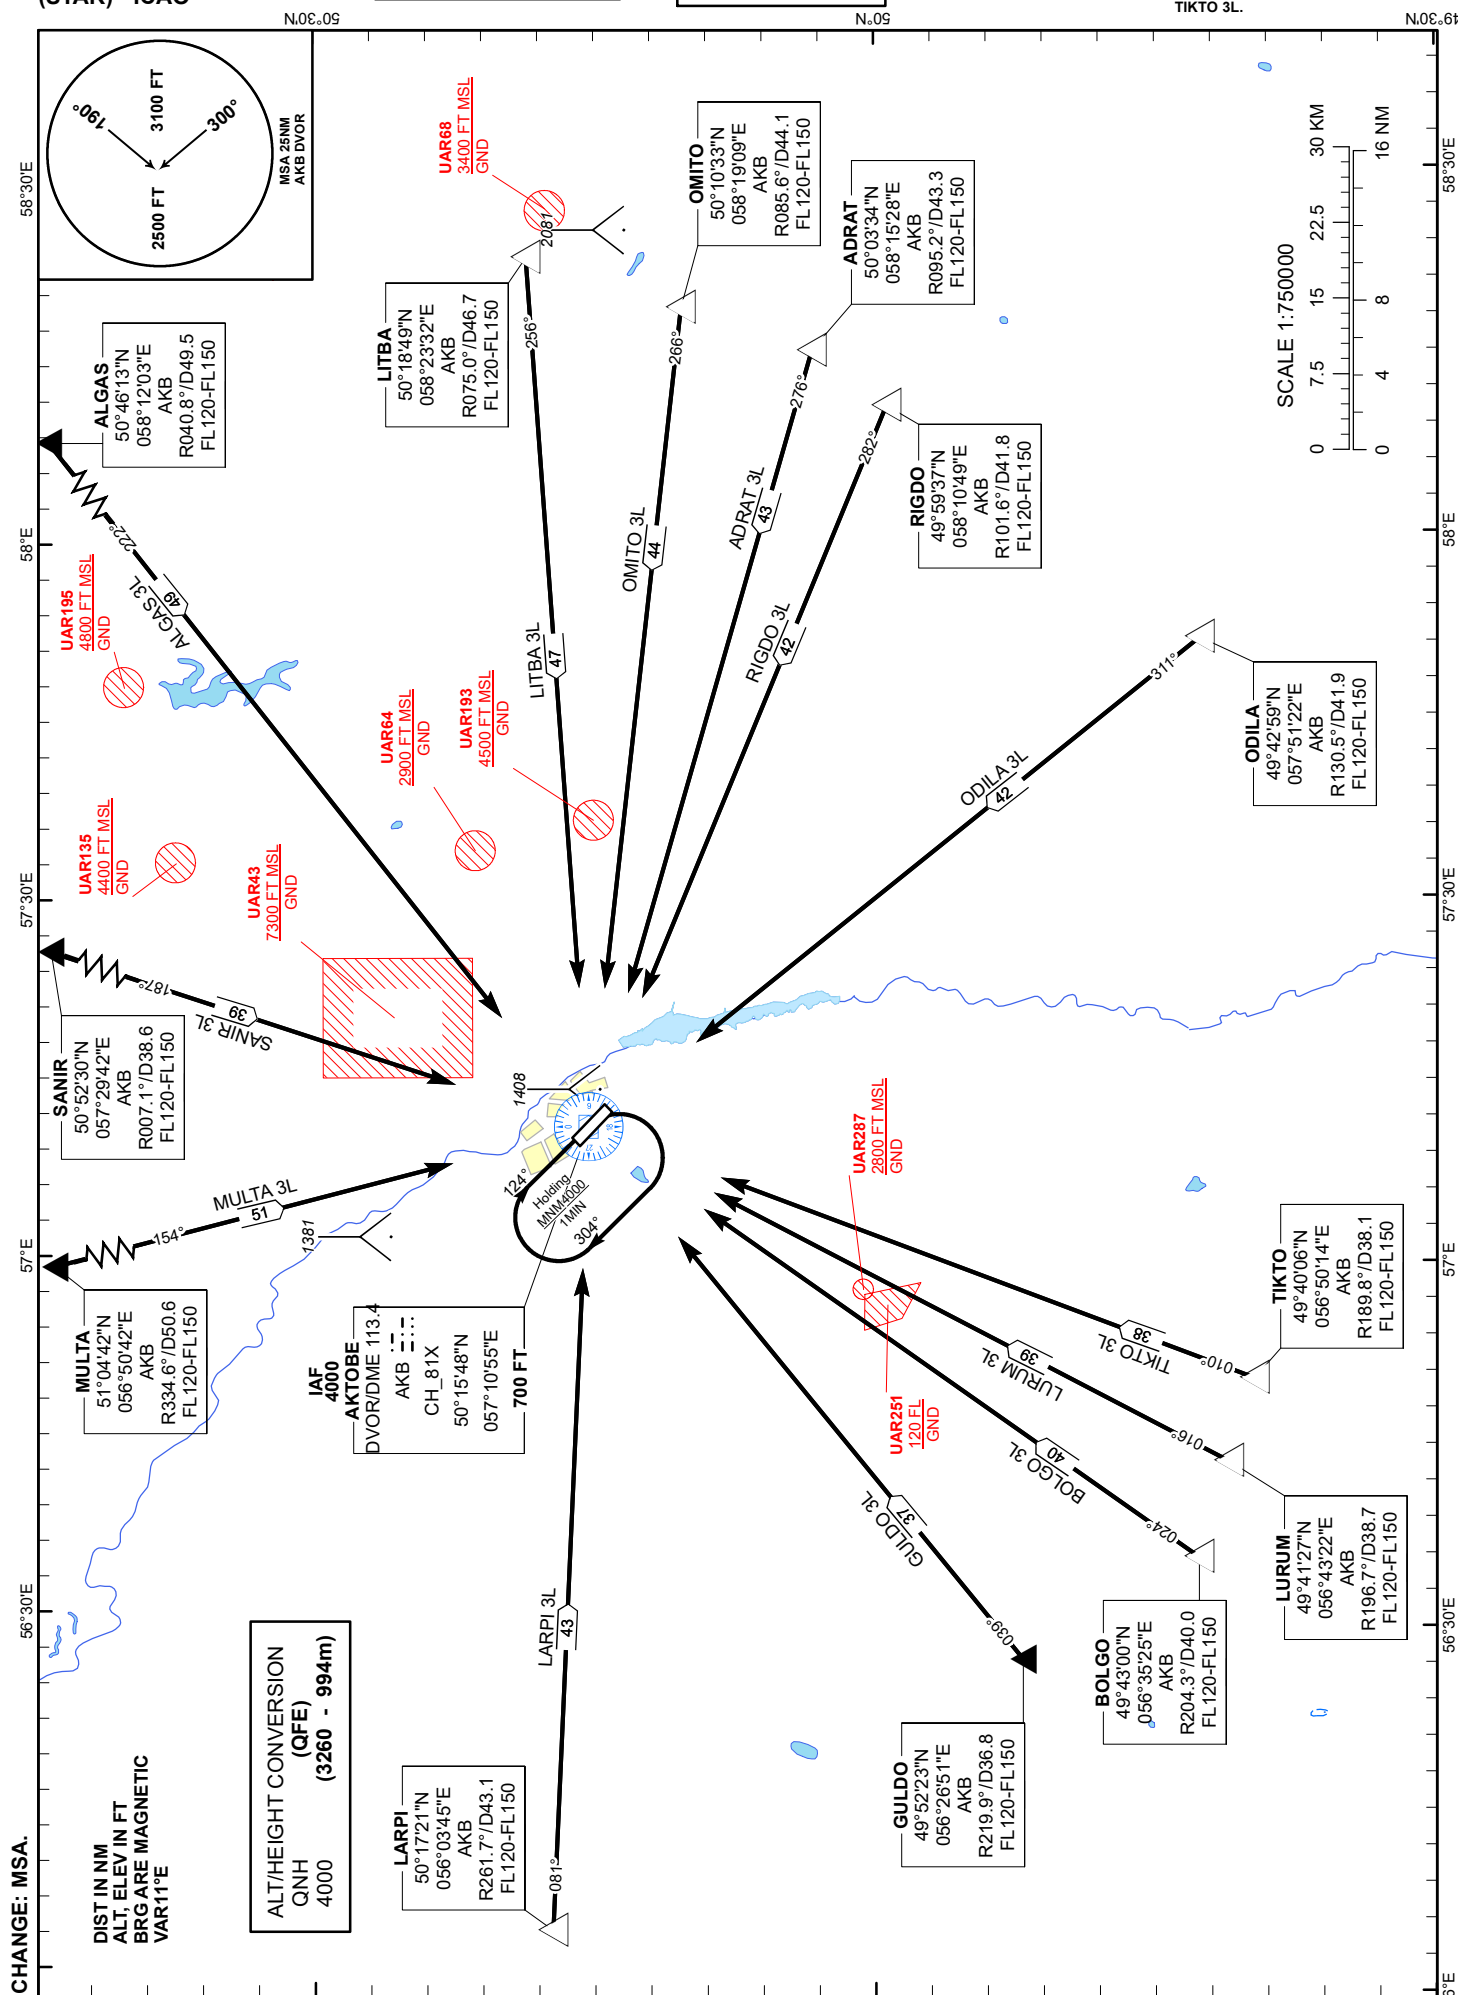 (STAR) - ICAO
TIKTO 3L.
CHANGE: MSA.
50°30'N
50°N
49°30'N
58°30'E
58°E
57°30'E
57°E
56°30'E
58°30'E
58°E
57°30'E
57°E
56°30'E
6°E
190°
3100 FT
2500 FT
300°
MSA 25NM
AKB DVOR
DIST IN NM
ALT, ELEV IN FT
BRG ARE MAGNETIC
VAR11°E
ALT/HEIGHT CONVERSION
QNH (QFE)
4000 (3260 - 994m)
MULTA
51°04'42"N
056°50'42"E
AKB
R334.6°/D50.6
FL120-FL150
154°
MULTA 3L
51
SANIR
50°52'30"N
057°29'42"E
AKB
R007.1°/D38.6
FL120-FL150
187°
SANIR 3L
39
ALGAS
50°46'13"N
058°12'03"E
AKB
R040.8°/D49.5
FL120-FL150
222°
ALGAS 3L
49
LITBA
50°18'49"N
058°23'32"E
AKB
R075.0°/D46.7
FL120-FL150
256°
LITBA 3L
47
OMITO
50°10'33"N
058°19'09"E
AKB
R085.6°/D44.1
FL120-FL150
266°
OMITO 3L
44
ADRAT
50°03'34"N
058°15'28"E
AKB
R095.2°/D43.3
FL120-FL150
276°
ADRAT 3L
43
RIGDO
49°59'37"N
058°10'49"E
AKB
R101.6°/D41.8
FL120-FL150
282°
RIGDO 3L
42
ODILA
49°42'59"N
057°51'22"E
AKB
R130.5°/D41.9
FL120-FL150
311°
ODILA 3L
42
TIKTO
49°40'06"N
056°50'14"E
AKB
R189.8°/D38.1
FL120-FL150
010°
TIKTO 3L
38
LURUM
49°41'27"N
056°43'22"E
AKB
R196.7°/D38.7
FL120-FL150
016°
LURUM 3L
39
BOLGO
49°43'00"N
056°35'25"E
AKB
R204.3°/D40.0
FL120-FL150
024°
BOLGO 3L
40
GULDO
49°52'23"N
056°26'51"E
AKB
R219.9°/D36.8
FL120-FL150
039°
GULDO 3L
37
LARPI
50°17'21"N
056°03'45"E
AKB
R261.7°/D43.1
FL120-FL150
081°
LARPI 3L
43
IAF
4000
AKTOBE
DVOR/DME 113.4
AKB
CH_81X
50°15'48"N
057°10'55"E
700 FT
124°
Holding
MNM4000
1MIN
304°
1381
1408
2081
UAR68
3400 FT MSL
GND
UAR195
4800 FT MSL
GND
UAR135
4400 FT MSL
GND
UAR43
7300 FT MSL
GND
UAR64
2900 FT MSL
GND
UAR193
4500 FT MSL
GND
UAR287
2800 FT MSL
GND
UAR251
120 FL
GND
SCALE 1:750000
0 7.5 15 22.5 30 KM
0 4 8 16 NM